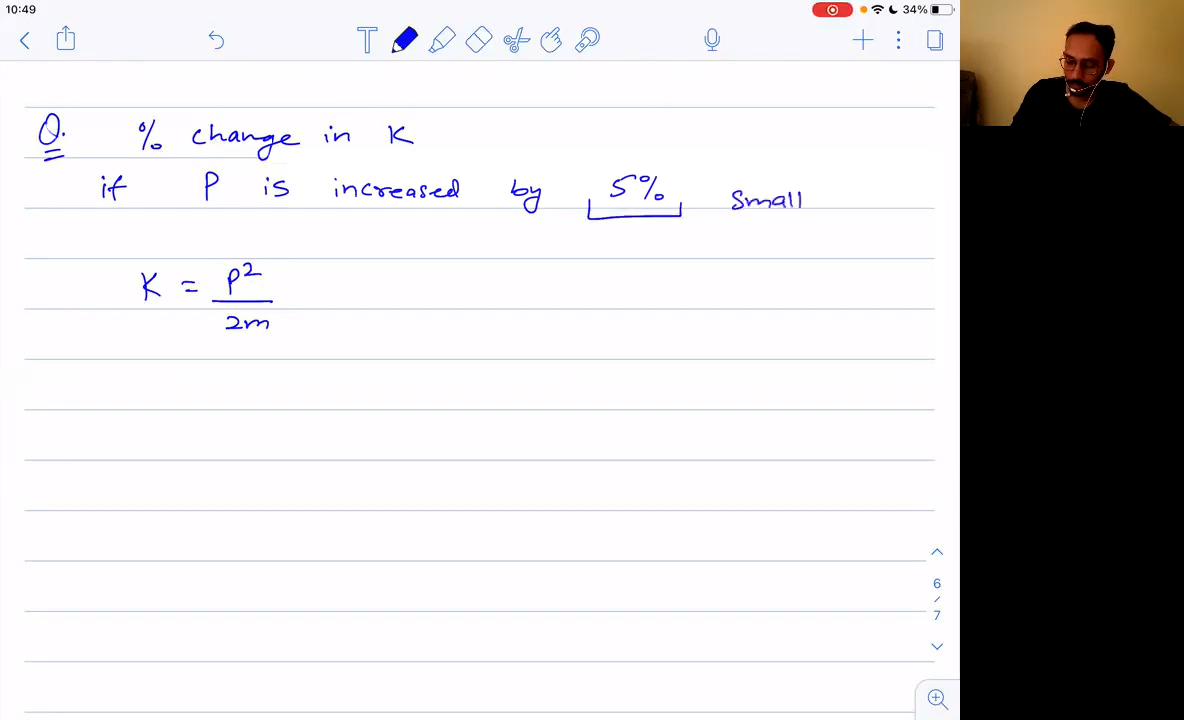 10:49
34%
T
Q. % change in K
if P is increased by 5% small
K = P²
2m
6
/
7